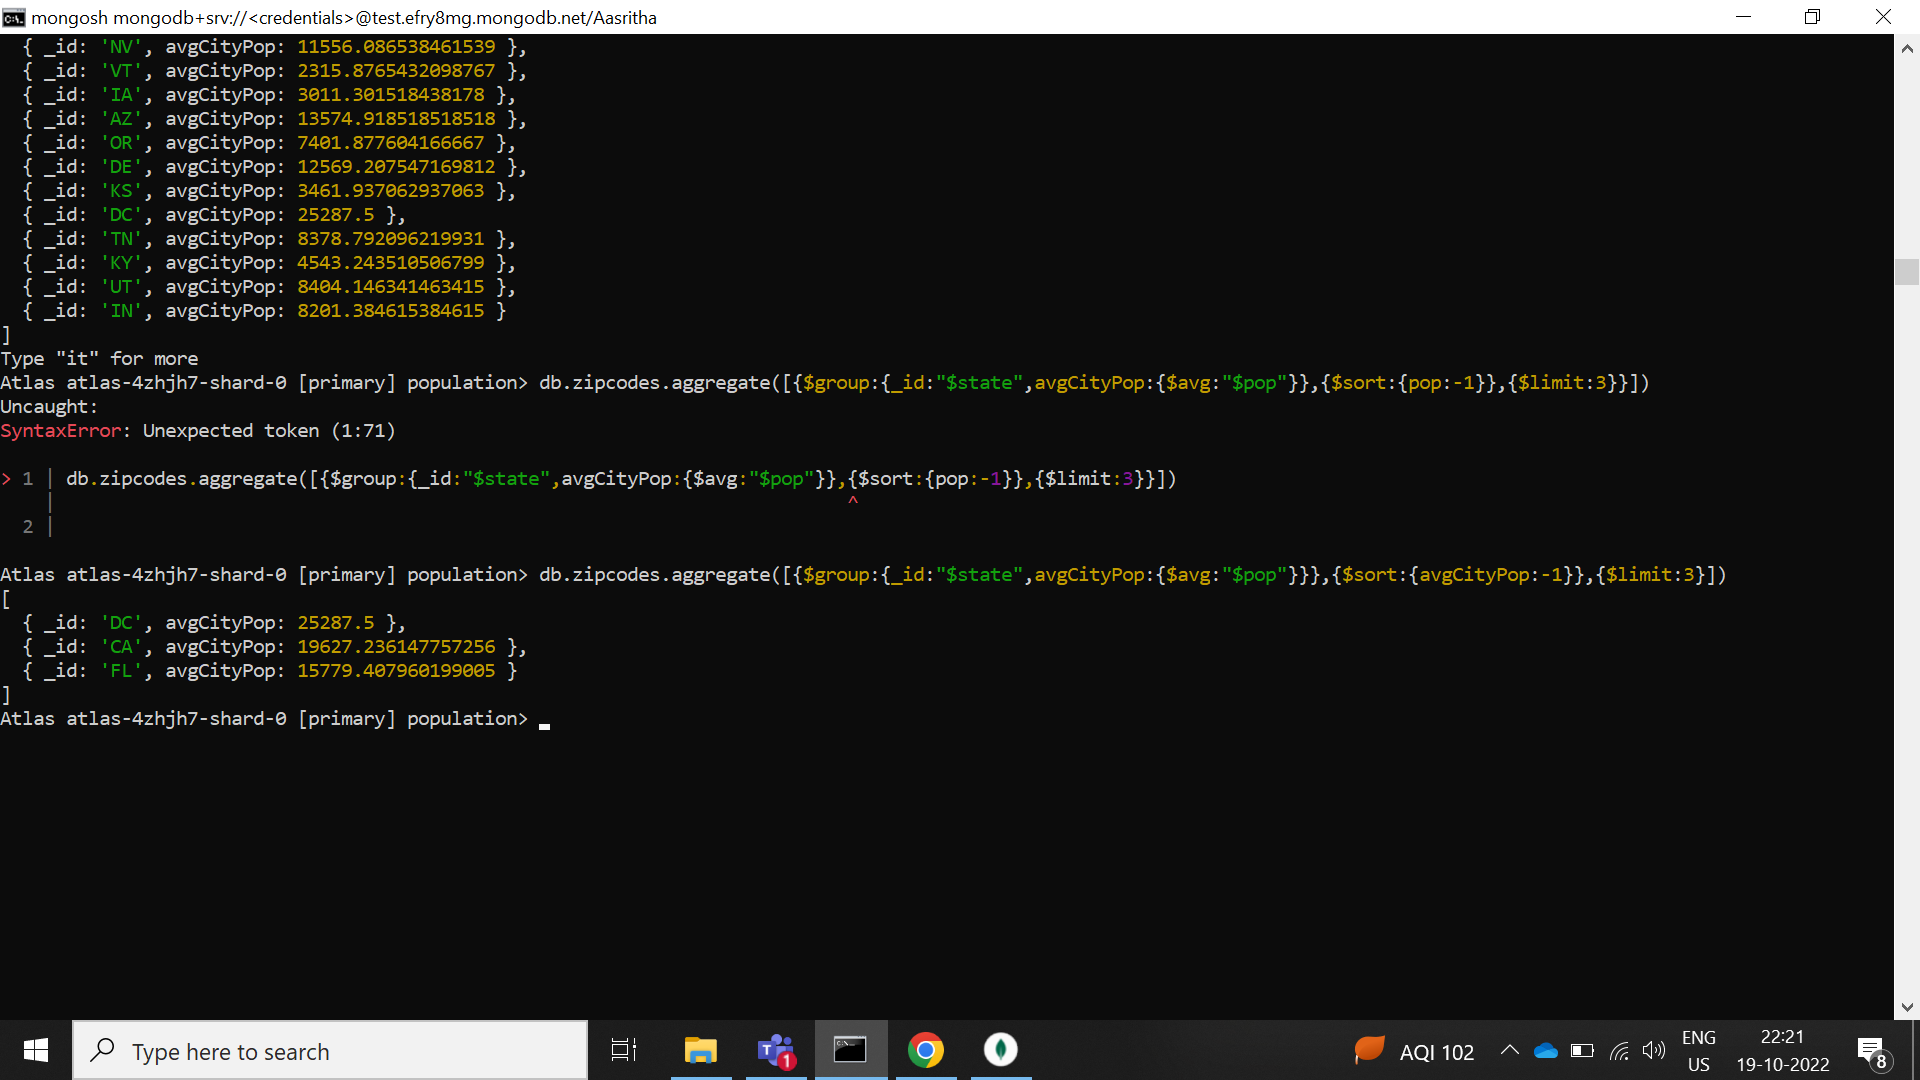 mongosh mongodb+srv://<credentials>@test.efry8mg.mongodb.net/Aasritha
{ _id: 'NV', avgCityPop: 11556.086538461539 },
{ _id: 'VT', avgCityPop: 2315.8765432098767 },
{ _id: 'IA', avgCityPop: 3011.301518438178 },
{ _id: 'AZ', avgCityPop: 13574.918518518518 },
{ _id: 'OR', avgCityPop: 7401.877604166667 },
{ _id: 'DE', avgCityPop: 12569.207547169812 },
{ _id: 'KS', avgCityPop: 3461.937062937063 },
{ _id: 'DC', avgCityPop: 25287.5 },
{ _id: 'TN', avgCityPop: 8378.792096219931 },
{ _id: 'KY', avgCityPop: 4543.243510506799 },
{ _id: 'UT', avgCityPop: 8404.146341463415 },
{ _id: 'IN', avgCityPop: 8201.384615384615 }
]
Type "it" for more
Atlas atlas-4zhjh7-shard-0 [primary] population> db.zipcodes.aggregate([{$group:{_id:"$state",avgCityPop:{$avg:"$pop"}},{$sort:{pop:-1}},{$limit:3}}])
Uncaught:
SyntaxError: Unexpected token (1:71)
> 1 | db.zipcodes.aggregate([{$group:{_id:"$state",avgCityPop:{$avg:"$pop"}},{$sort:{pop:-1}},{$limit:3}}])
| ^
2 |
Atlas atlas-4zhjh7-shard-0 [primary] population> db.zipcodes.aggregate([{$group:{_id:"$state",avgCityPop:{$avg:"$pop"}}},{$sort:{avgCityPop:-1}},{$limit:3}])
[
{ _id: 'DC', avgCityPop: 25287.5 },
{ _id: 'CA', avgCityPop: 19627.236147757256 },
{ _id: 'FL', avgCityPop: 15779.407960199005 }
]
Atlas atlas-4zhjh7-shard-0 [primary] population>
Type here to search
1
AQI 102
ENG
US
22:21
19-10-2022
8